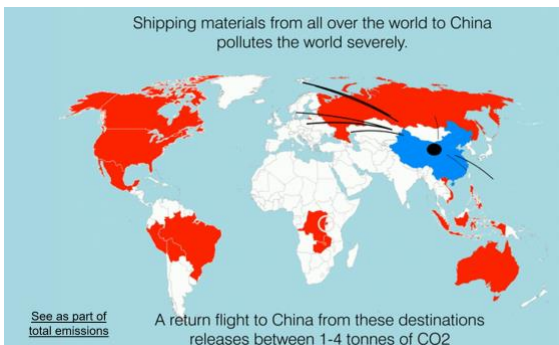 Shipping materials from all over the world to China
pollutes the world severely.
See as part of
total emissions
A return flight to China from these destinations
releases between 1-4 tonnes of CO2